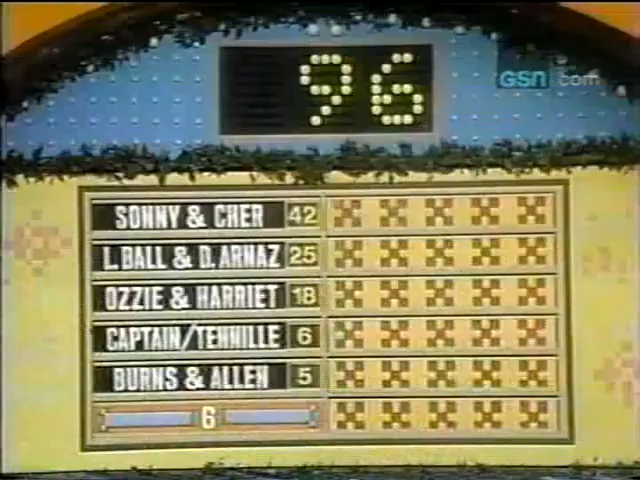 96
GSN.com
SONNY & CHER 42
L. BALL & D. ARNAZ 25
OZZIE & HARRIET 18
CAPTAIN/TENNILLE 6
BURNS & ALLEN 5
6